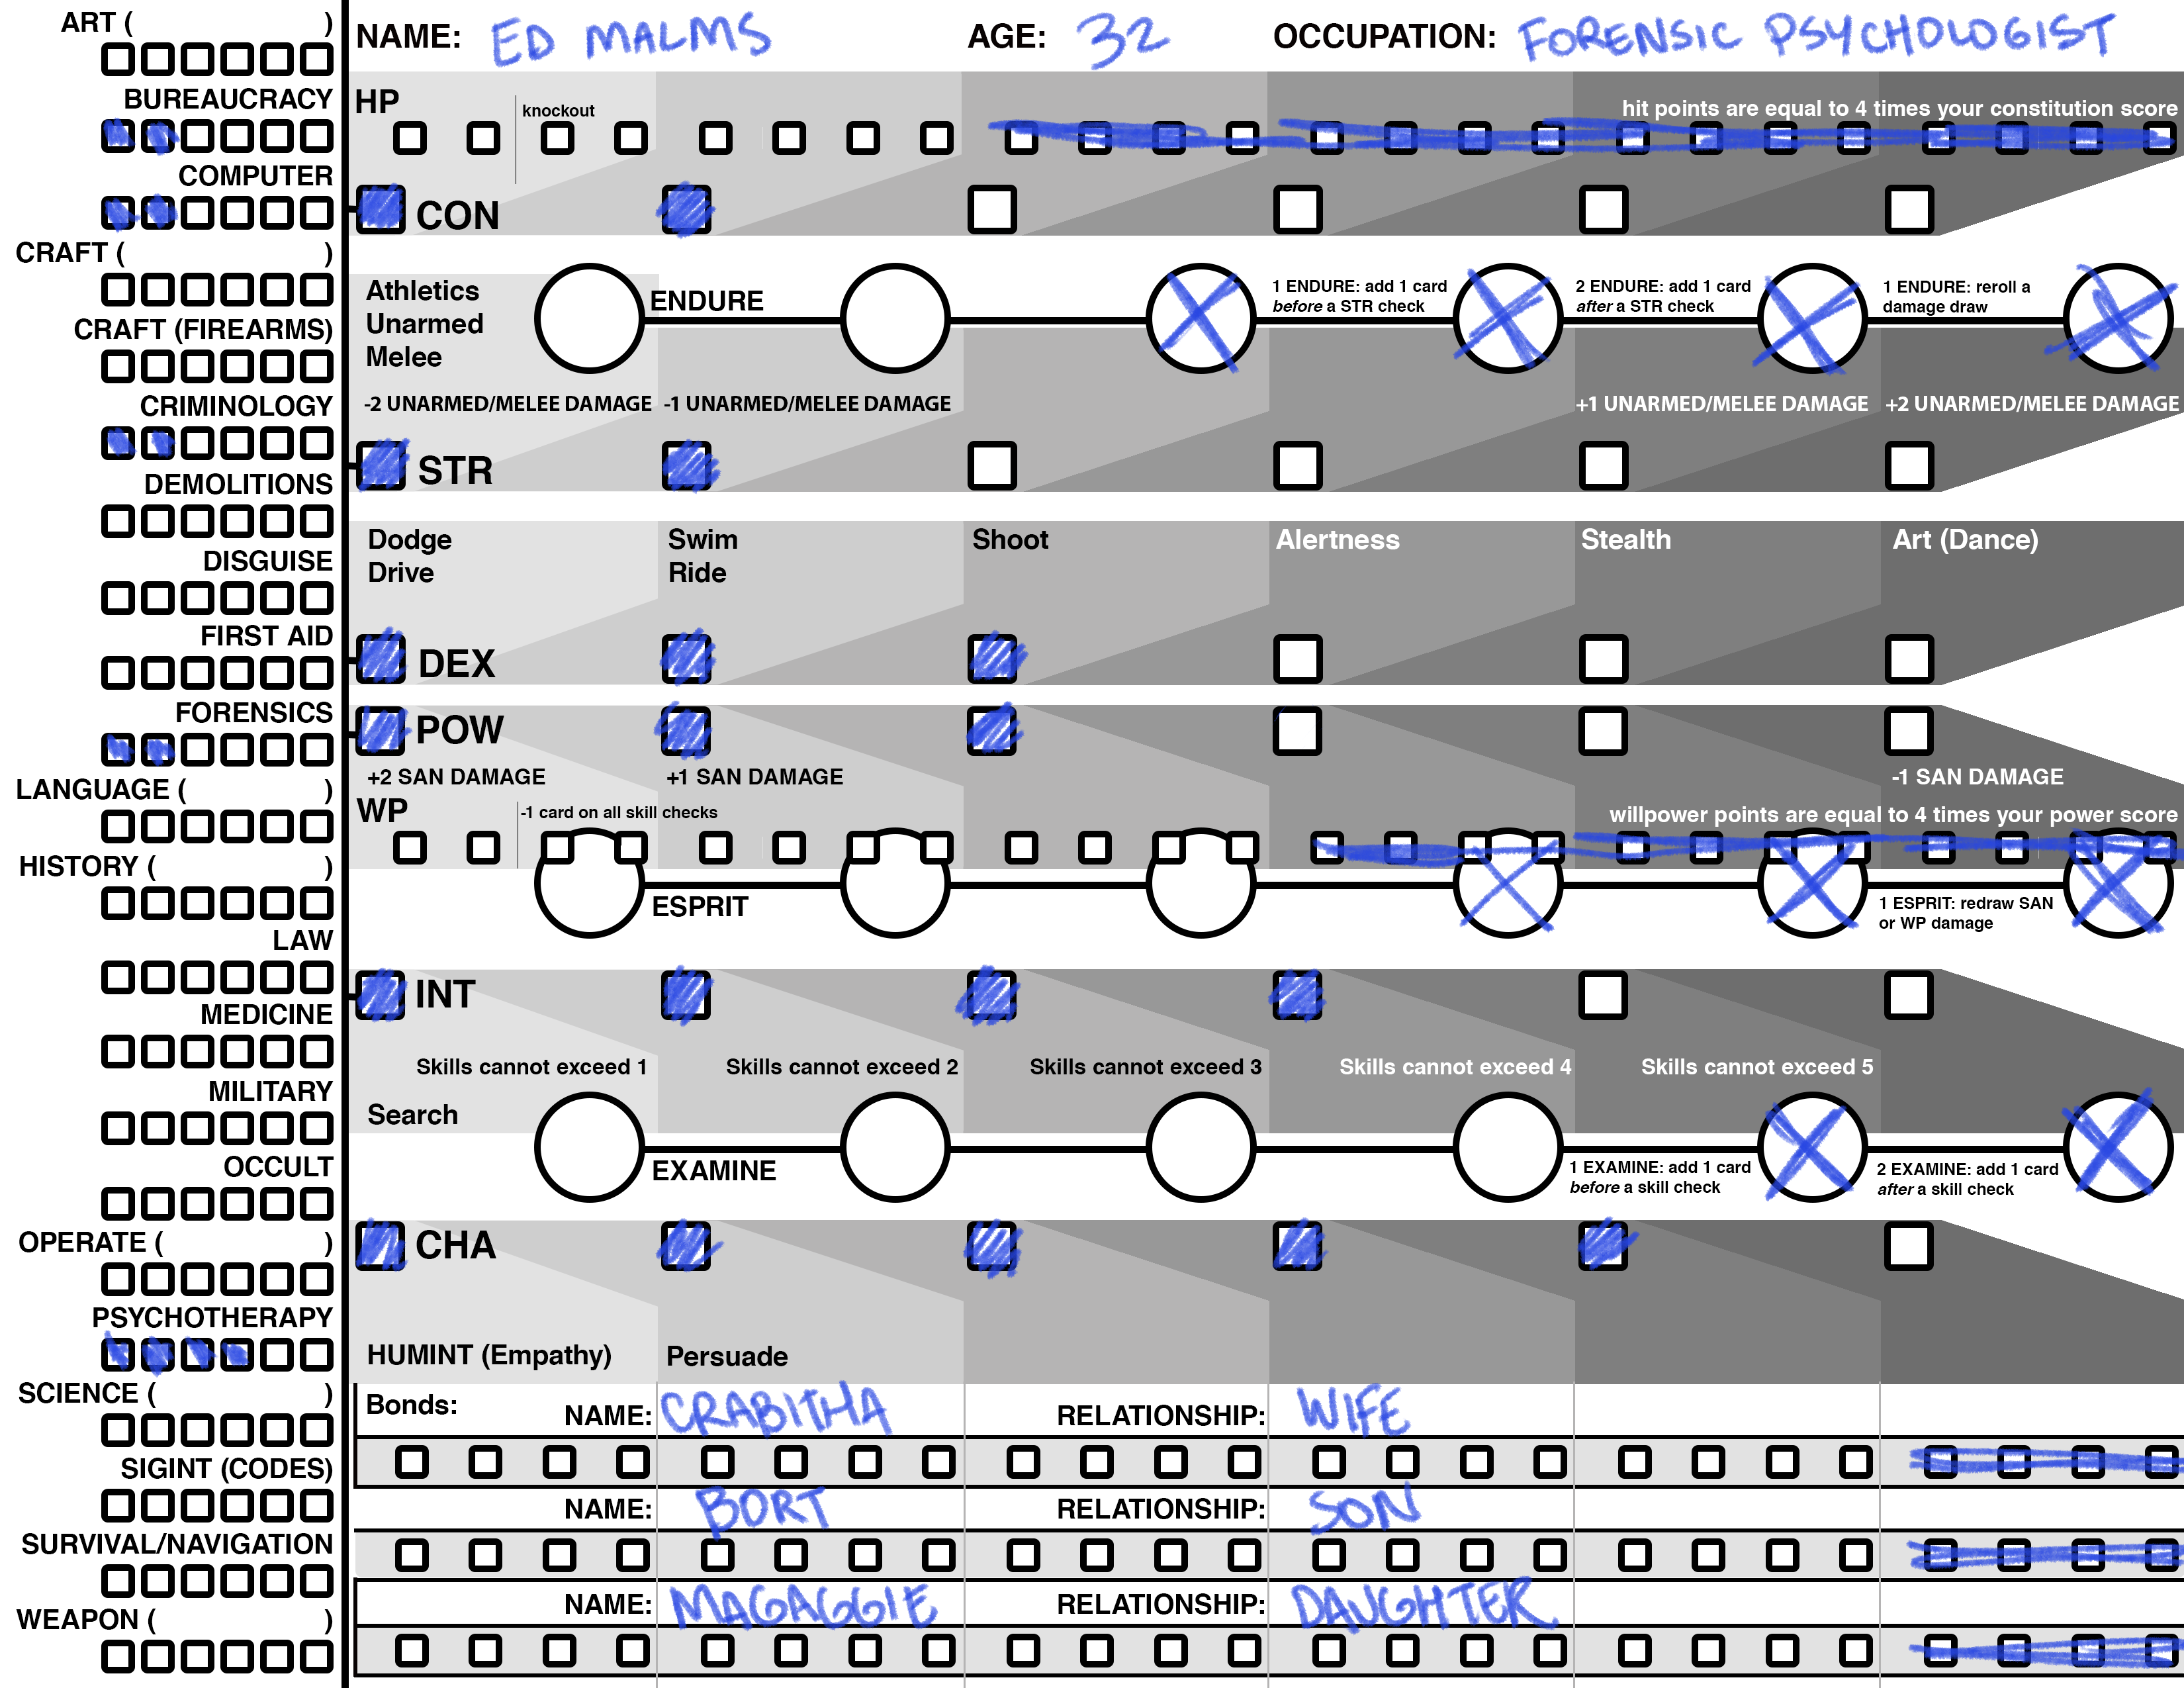 ART ( )
BUREAUCRACY
COMPUTER
CRAFT ( )
CRAFT (FIREARMS)
CRIMINOLOGY
DEMOLITIONS
DISGUISE
FIRST AID
FORENSICS
LANGUAGE ( )
HISTORY ( )
LAW
MEDICINE
MILITARY
OCCULT
OPERATE ( )
PSYCHOTHERAPY
SCIENCE ( )
SIGINT (CODES)
SURVIVAL/NAVIGATION
WEAPON ( )
NAME: ED MALMS AGE: 32 OCCUPATION: FORENSIC PSYCHOLOGIST
HP knockout hit points are equal to 4 times your constitution score
CON
Athletics
Unarmed
Melee
ENDURE
1 ENDURE: add 1 card
before a STR check
2 ENDURE: add 1 card
after a STR check
1 ENDURE: reroll a
damage draw
-2 UNARMED/MELEE DAMAGE -1 UNARMED/MELEE DAMAGE +1 UNARMED/MELEE DAMAGE +2 UNARMED/MELEE DAMAGE
STR
Dodge Swim Shoot Alertness Stealth Art (Dance)
Drive Ride
DEX
POW
+2 SAN DAMAGE +1 SAN DAMAGE -1 SAN DAMAGE
WP -1 card on all skill checks willpower points are equal to 4 times your power score
ESPRIT
1 ESPRIT: redraw SAN
or WP damage
INT
Skills cannot exceed 1 Skills cannot exceed 2 Skills cannot exceed 3 Skills cannot exceed 4 Skills cannot exceed 5
Search
EXAMINE
1 EXAMINE: add 1 card
before a skill check
2 EXAMINE: add 1 card
after a skill check
CHA
HUMINT (Empathy) Persuade
Bonds:
NAME: CRABITHA RELATIONSHIP: WIFE
NAME: BORT RELATIONSHIP: SON
NAME: MAGAGGIE RELATIONSHIP: DAUGHTER